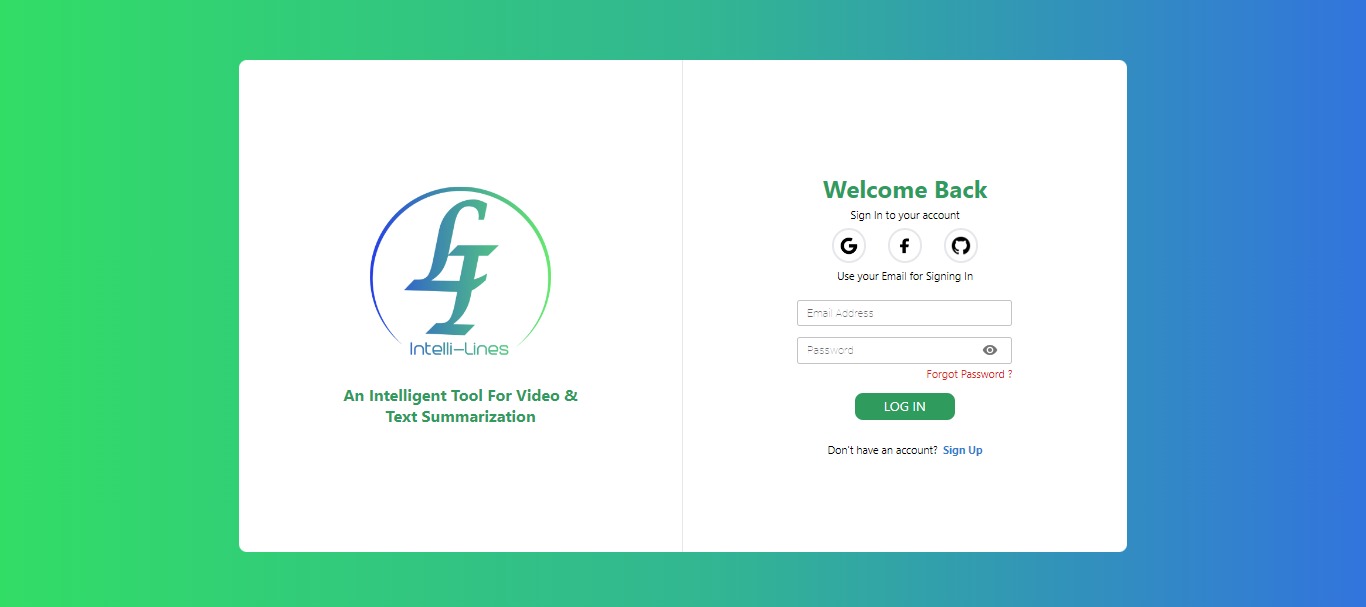 Intelli-Lines
An Intelligent Tool For Video &
Text Summarization
Welcome Back
Sign In to your account
Use your Email for Signing In
Email Address
Password
Forgot Password ?
LOG IN
Don't have an account? Sign Up